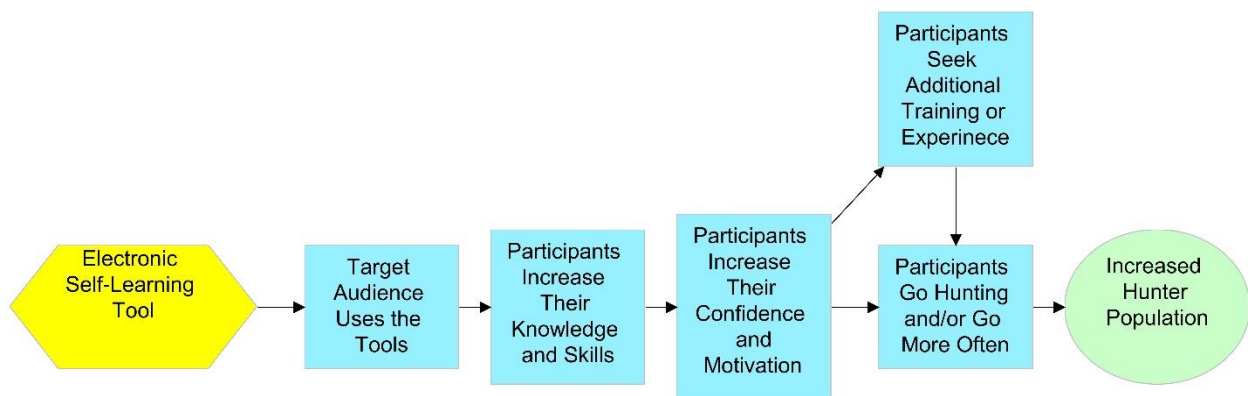 Electronic
Self-Learning
Tool
Target
Audience
Uses the
Tools
Participants
Increase
Their
Knowledge
and Skills
Participants
Increase
Their
Confidence
and
Motivation
Participants
Seek
Additional
Training or
Experinece
Participants
Go Hunting
and/or Go
More Often
Increased
Hunter
Population